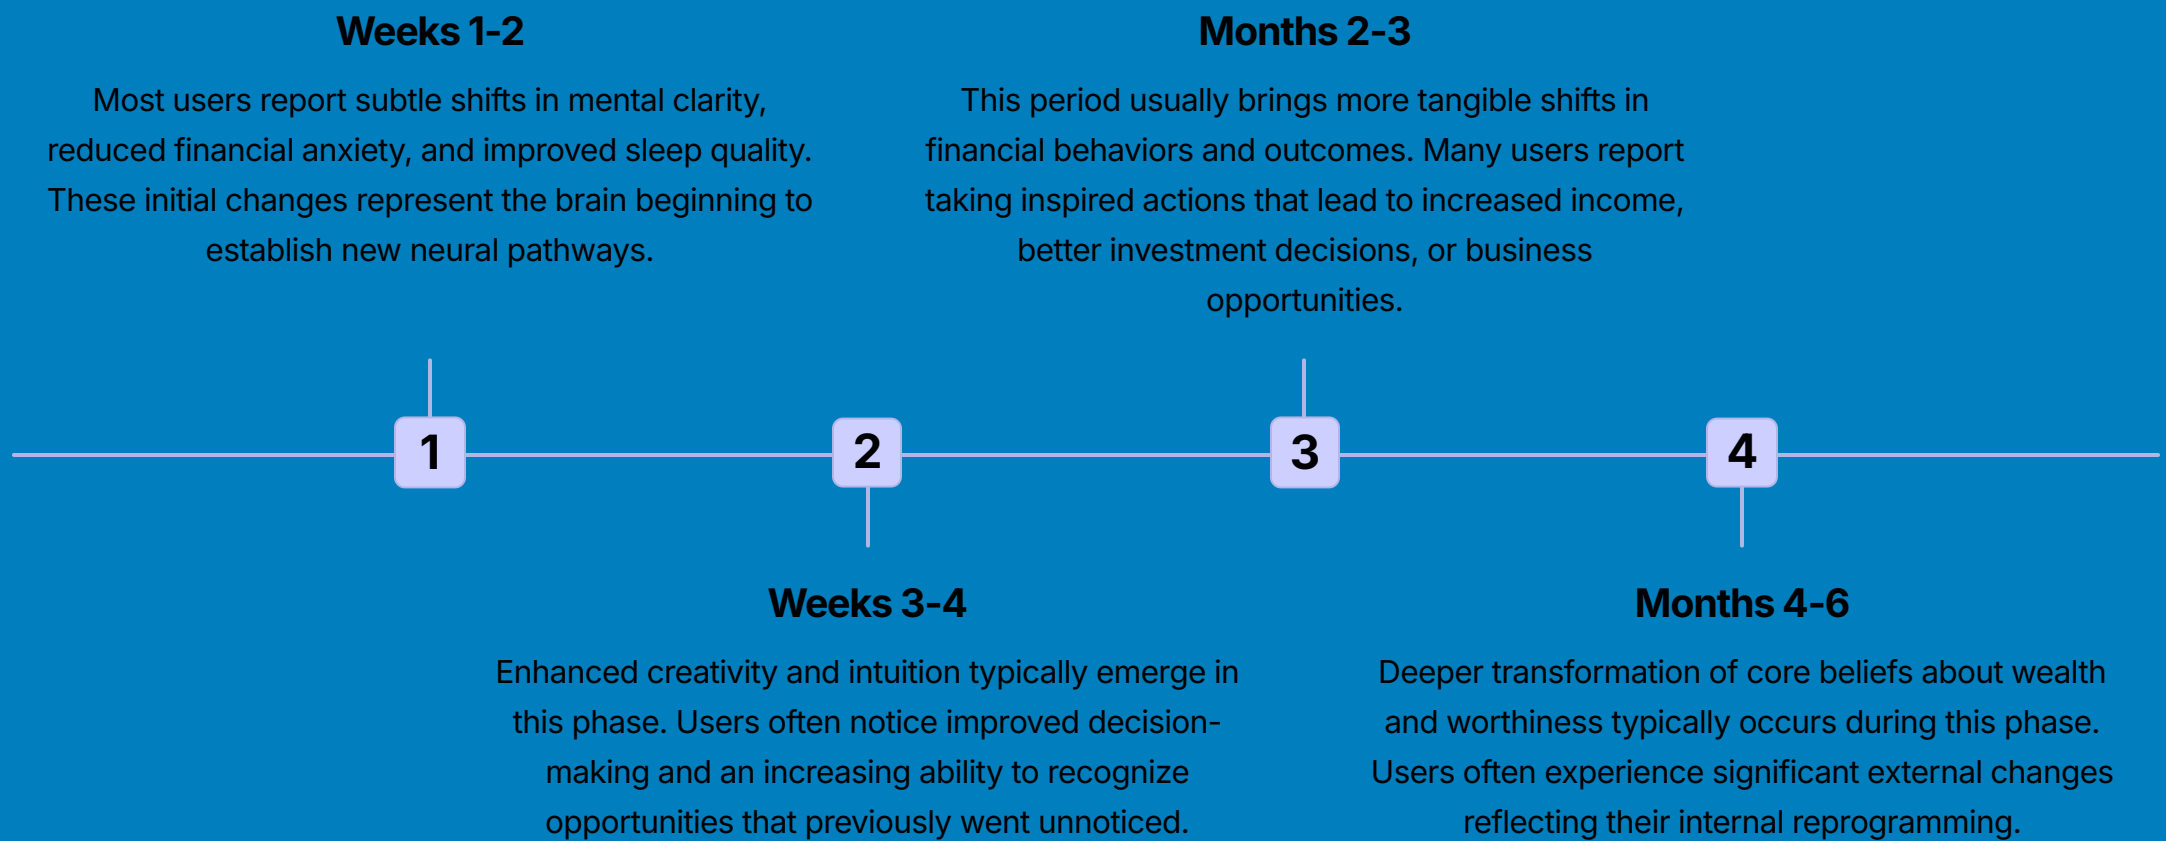 Weeks 1-2
Most users report subtle shifts in mental clarity,
reduced financial anxiety, and improved sleep quality.
These initial changes represent the brain beginning to
establish new neural pathways.
Months 2-3
This period usually brings more tangible shifts in
financial behaviors and outcomes. Many users report
taking inspired actions that lead to increased income,
better investment decisions, or business
opportunities.
1
2
3
4
Weeks 3-4
Enhanced creativity and intuition typically emerge in
this phase. Users often notice improved decision-
making and an increasing ability to recognize
opportunities that previously went unnoticed.
Months 4-6
Deeper transformation of core beliefs about wealth
and worthiness typically occurs during this phase.
Users often experience significant external changes
reflecting their internal reprogramming.